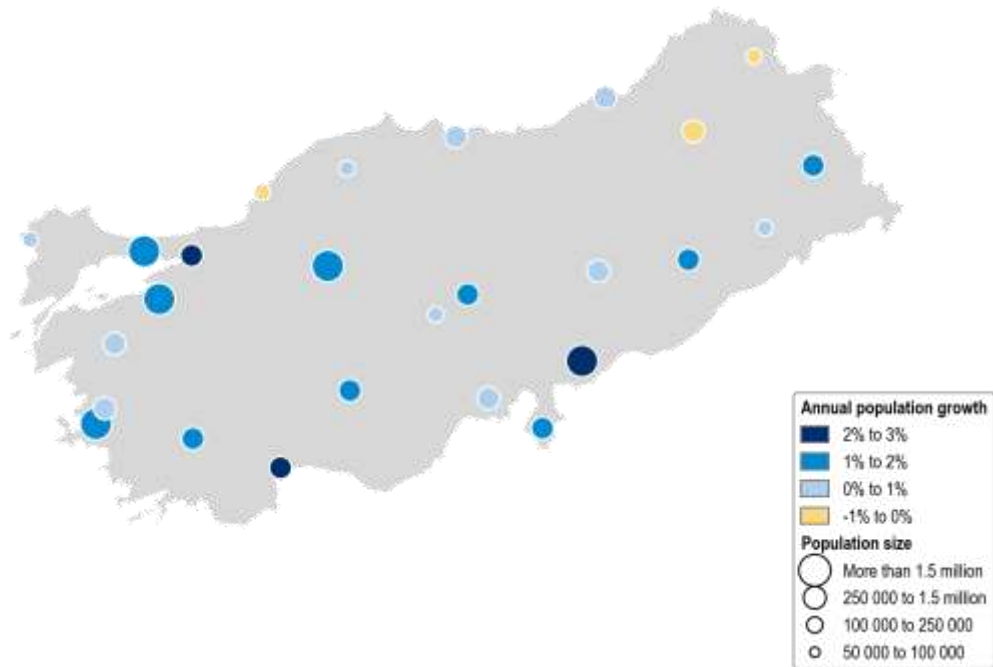 Annual population growth
2% to 3%
1% to 2%
0% to 1%
-1% to 0%
Population size
More than 1.5 million
250 000 to 1.5 million
100 000 to 250 000
50 000 to 100 000